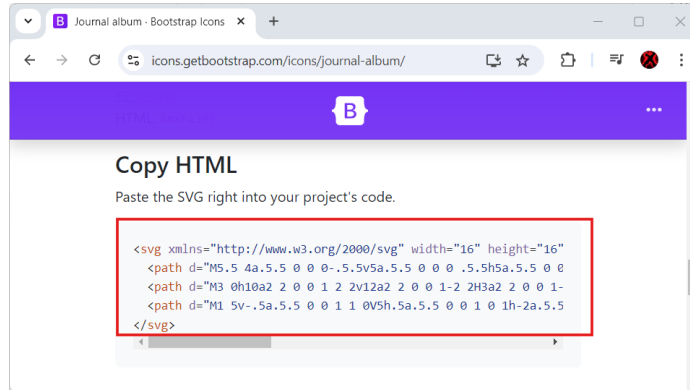 Journal album · Bootstrap Icons
icons.getbootstrap.com/icons/journal-album/
B
Copy HTML
Paste the SVG right into your project's code.
<svg xmlns="http://www.w3.org/2000/svg" width="16" height="16"
<path d="M5.5 4a.5.5 0 0 0-.5.5v5a.5.5 0 0 0 .5.5h5a.5.5 0 0
<path d="M3 0h10a2 2 0 0 1 2 2v12a2 2 0 0 1-2 2H3a2 2 0 0 1-
<path d="M1 5v-.5a.5.5 0 0 1 1 0V5h.5a.5.5 0 0 1 0 1h-2a.5.5
</svg>